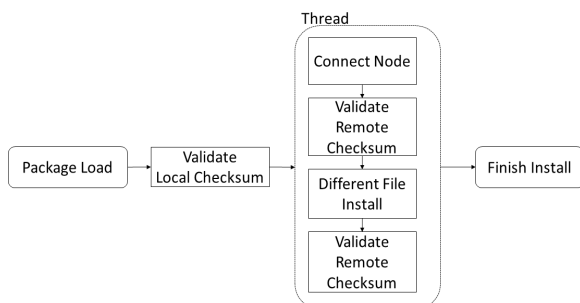 Thread
Connect Node
Validate
Remote
Checksum
Package Load
Validate
Local Checksum
Different File
Install
Finish Install
Validate
Remote
Checksum